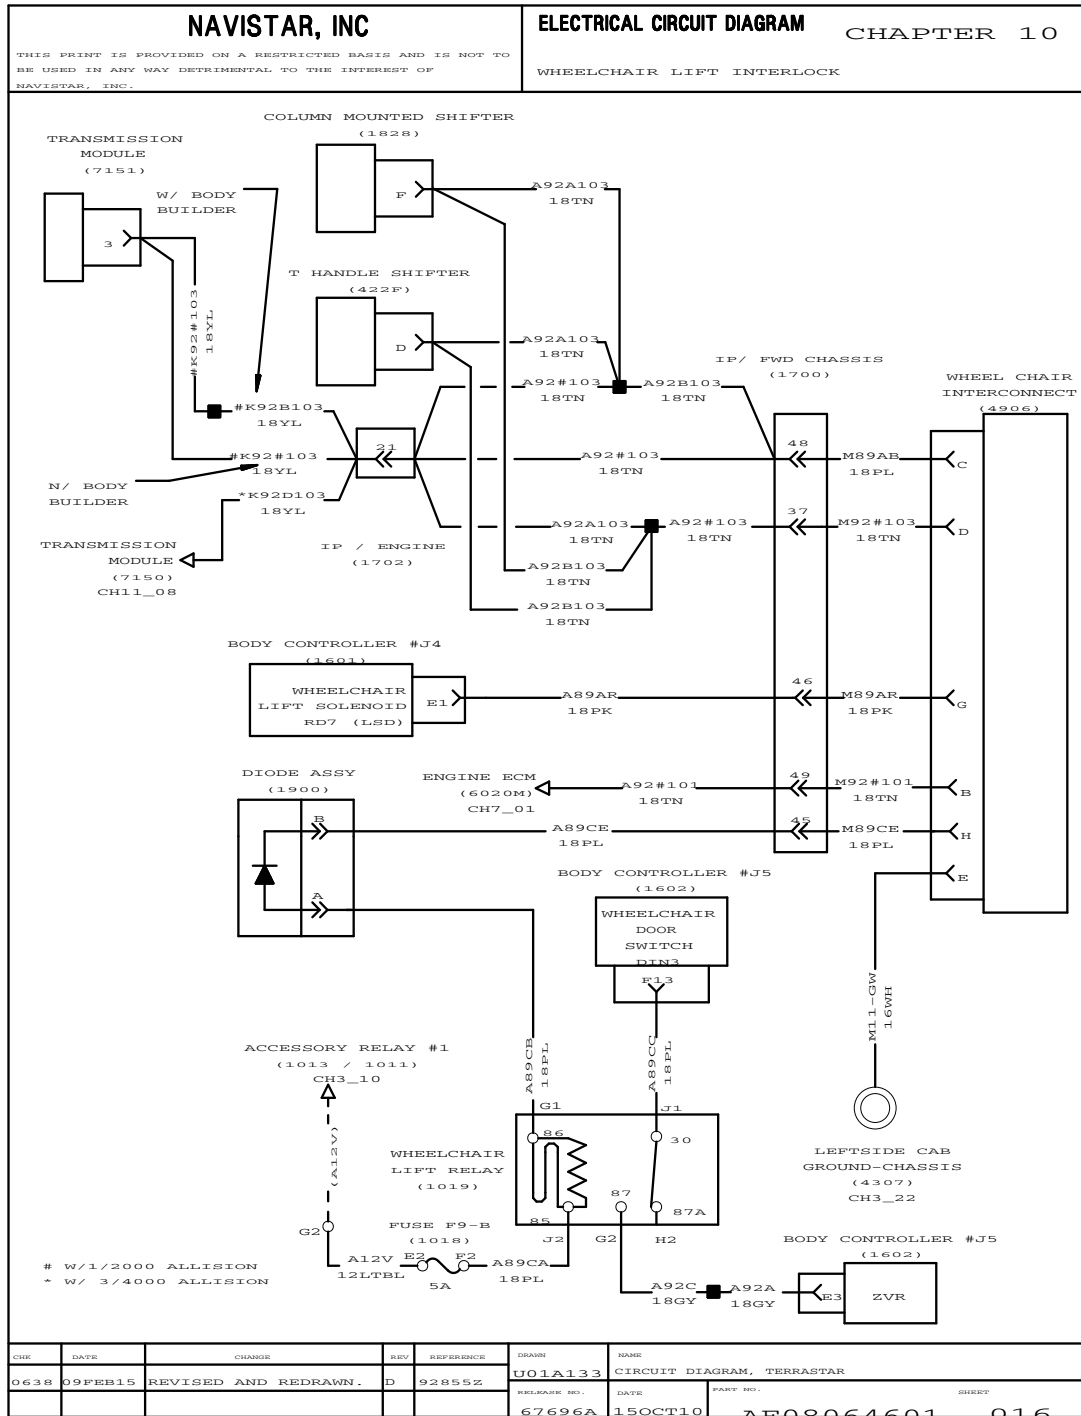 NAVISTAR, INC
THIS PRINT IS PROVIDED ON A RESTRICTED BASIS AND IS NOT TO
BE USED IN ANY WAY DETRIMENTAL TO THE INTEREST OF
NAVISTAR, INC.
ELECTRICAL CIRCUIT DIAGRAM
CHAPTER 10
WHEELCHAIR LIFT INTERLOCK
COLUMN MOUNTED SHIFTER
(1828)
F
A92A103
18TN
TRANSMISSION
MODULE
(7151)
3
W/ BODY
BUILDER
#K92#103
18YL
T HANDLE SHIFTER
(422F)
D
A92A103
18TN
A92#103
18TN
A92B103
18TN
IP/ FWD CHASSIS
(1700)
WHEEL CHAIR
INTERCONNECT
(4906)
#K92B103
18YL
#K92#103
18YL
*K92D103
18YL
21
N/ BODY
BUILDER
TRANSMISSION
MODULE
(7150)
CH11_08
IP / ENGINE
(1702)
A92#103
18TN
48
M89AB
18PL
C
A92A103
18TN
A92#103
18TN
37
M92#103
18TN
D
A92B103
18TN
A92B103
18TN
BODY CONTROLLER #J4
(1601)
WHEELCHAIR
LIFT SOLENOID
RD7 (LSD)
E1
A89AR
18PK
46
M89AR
18PK
G
DIODE ASSY
(1900)
B
A
ENGINE ECM
(6020M)
CH7_01
A92#101
18TN
49
M92#101
18TN
B
A89CE
18PL
45
M89CE
18PL
H
E
BODY CONTROLLER #J5
(1602)
WHEELCHAIR
DOOR
SWITCH
DIN3
F13
M11-GW
16WH
LEFTSIDE CAB
GROUND-CHASSIS
(4307)
CH3_22
ACCESSORY RELAY #1
(1013 / 1011)
CH3_10
(A12V)
G2
A89CB
18PL
A89CC
18PL
G1
J1
86
30
85
87
87A
J2
G2
H2
WHEELCHAIR
LIFT RELAY
(1019)
FUSE F9-B
(1018)
A12V
12LTBL
E2
F2
5A
A89CA
18PL
A92C
18GY
A92A
18GY
BODY CONTROLLER #J5
(1602)
E3
ZVR
# W/1/2000 ALLISION
* W/ 3/4000 ALLISION
CHK
DATE
CHANGE
REV
REFERENCE
0638
09FEB15
REVISED AND REDRAWN.
D
92855Z
DRAWN
U01A133
NAME
CIRCUIT DIAGRAM, TERRASTAR
RELEASE NO.
67696A
DATE
15OCT10
PART NO.
AE08064601
SHEET
016